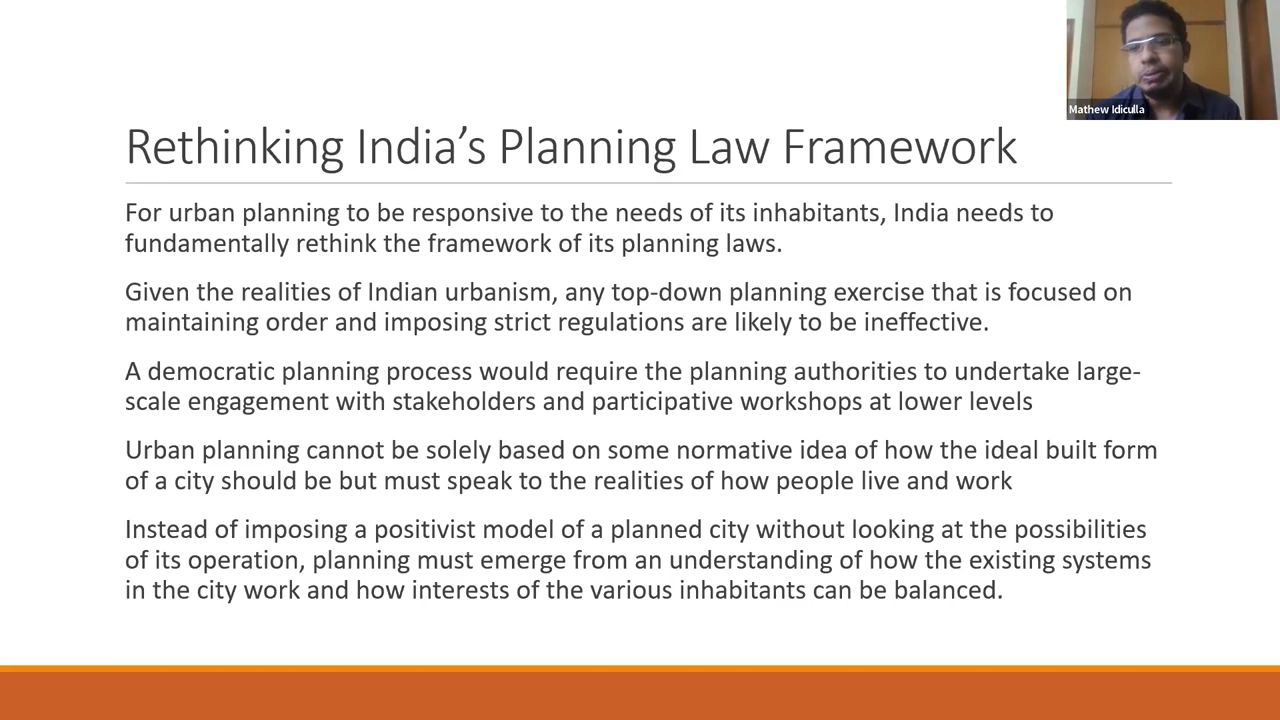 Mathew Idiculla
Rethinking India’s Planning Law Framework
For urban planning to be responsive to the needs of its inhabitants, India needs to
fundamentally rethink the framework of its planning laws.
Given the realities of Indian urbanism, any top-down planning exercise that is focused on
maintaining order and imposing strict regulations are likely to be ineffective.
A democratic planning process would require the planning authorities to undertake large-
scale engagement with stakeholders and participative workshops at lower levels
Urban planning cannot be solely based on some normative idea of how the ideal built form
of a city should be but must speak to the realities of how people live and work
Instead of imposing a positivist model of a planned city without looking at the possibilities
of its operation, planning must emerge from an understanding of how the existing systems
in the city work and how interests of the various inhabitants can be balanced.